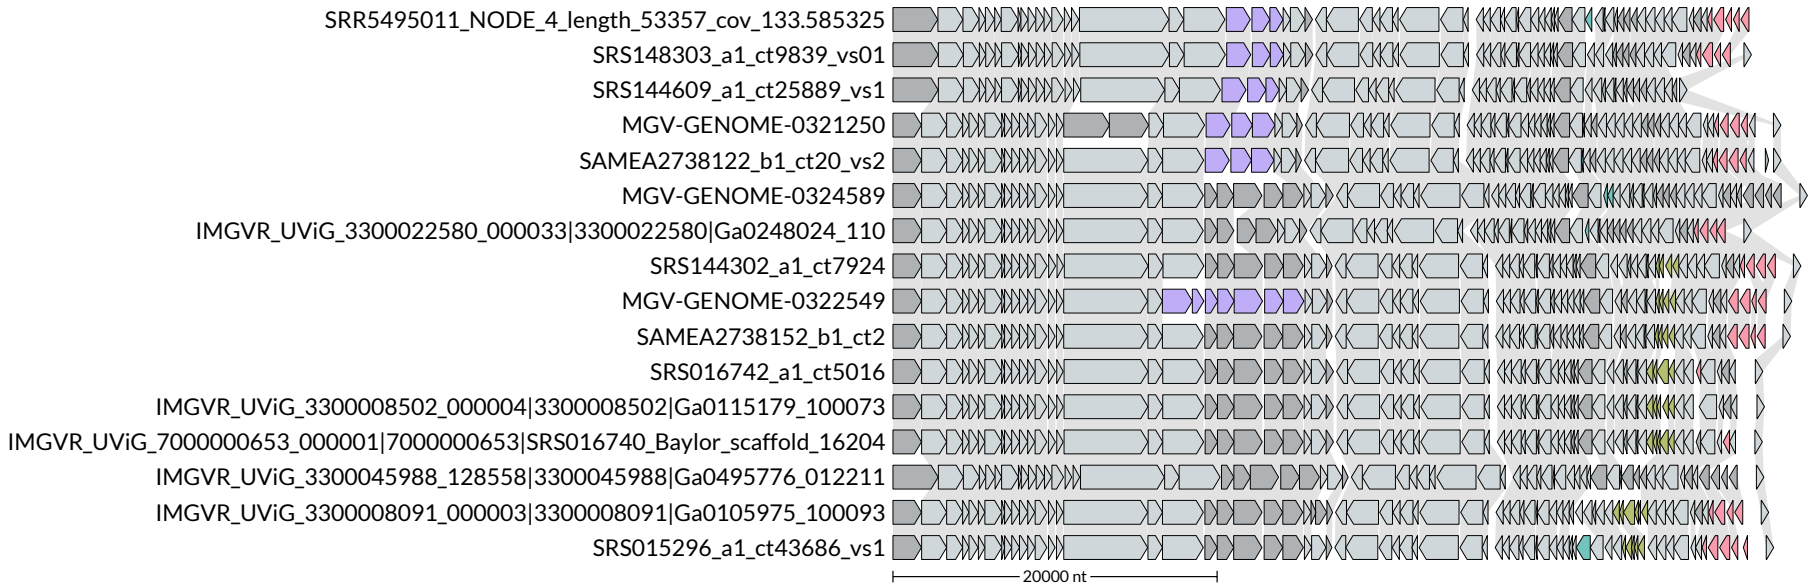 SRR5495011_NODE_4_length_53357_cov_133.585325
SRS148303_a1_ct9839_vs01
SRS144609_a1_ct25889_vs1
MGV-GENOME-0321250
SAMEA2738122_b1_ct20_vs2
MGV-GENOME-0324589
IMGVR_UViG_3300022580_000033|3300022580|Ga0248024_110
SRS144302_a1_ct7924
MGV-GENOME-0322549
SAMEA2738152_b1_ct2
SRS016742_a1_ct5016
IMGVR_UViG_3300008502_000004|3300008502|Ga0115179_100073
IMGVR_UViG_7000000653_000001|7000000653|SRS016740_Baylor_scaffold_16204
IMGVR_UViG_3300045988_128558|3300045988|Ga0495776_012211
IMGVR_UViG_3300008091_000003|3300008091|Ga0105975_100093
SRS015296_a1_ct43686_vs1
20000 nt